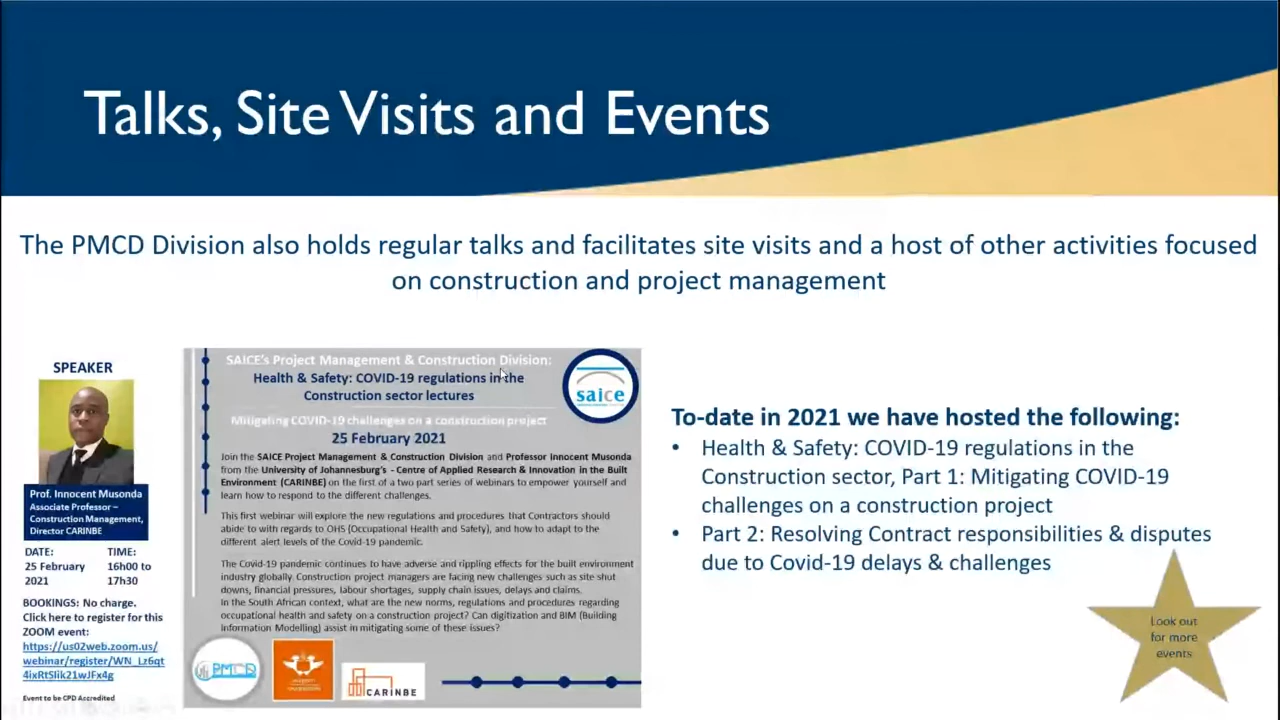 Talks, Site Visits and Events
The PMCD Division also holds regular talks and facilitates site visits and a host of other activities focused
on construction and project management
SPEAKER
Prof. Innocent Musonda
Associate Professor –
Construction Management,
Director CARINBE
DATE:
25 February
2021
TIME:
16h00 to
17h30
BOOKINGS: No charge.
Click here to register for this
ZOOM event:
https://us02web.zoom.us/
webinar/register/WN_Lz6qt
4ixRtSlik21wJFx4g
Event to be CPD Accredited
SAICE's Project Management & Construction Division:
Health & Safety: COVID-19 regulations in the
Construction sector lectures
Mitigating COVID-19 challenges on a construction project
25 February 2021
Join the SAICE Project Management & Construction Division and Professor Innocent Musonda
from the University of Johannesburg's - Centre of Applied Research & Innovation in the Built
Environment (CARINBE) on the first of a two part series of webinars to empower yourself and
learn how to respond to the different challenges.
This first webinar will explore the new regulations and procedures that Contractors should
abide to with regards to OHS (Occupational Health and Safety), and how to adapt to the
different alert levels of the Covid-19 pandemic.
The Covid-19 pandemic continues to have adverse and rippling effects for the built environment
industry globally. Construction project managers are facing new challenges such as site shut
downs, financial pressures, labour shortages, supply chain issues, delays and claims.
In the South African context, what are the new norms, regulations and procedures regarding
occupational health and safety on a construction project? Can digitization and BIM (Building
Information Modelling) assist in mitigating some of these issues?
saice
PMCD
CARINBE
To-date in 2021 we have hosted the following:
• Health & Safety: COVID-19 regulations in the
Construction sector, Part 1: Mitigating COVID-19
challenges on a construction project
• Part 2: Resolving Contract responsibilities & disputes
due to Covid-19 delays & challenges
Look out
for more
events